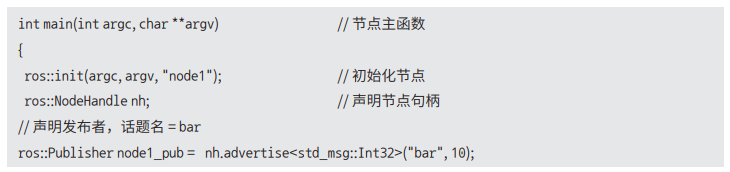 int main(int argc, char **argv) // 节点主函数
{
ros::init(argc, argv, "node1"); // 初始化节点
ros::NodeHandle nh; // 声明节点句柄
// 声明发布者，话题名 = bar
ros::Publisher node1_pub = nh.advertise<std_msg::Int32>("bar", 10);